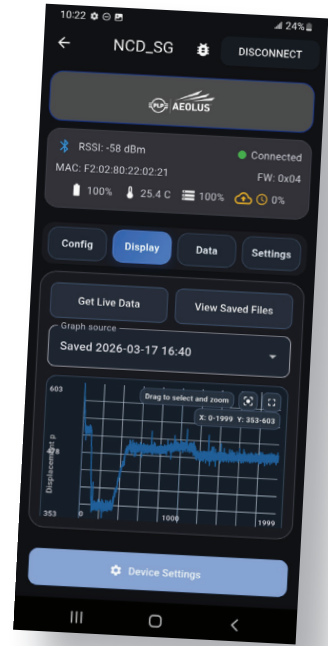 10:22 24%
NCD_SG DISCONNECT
PLP AEOLUS
RSSI: -58 dBm Connected
MAC: F2:02:80:22:02:21 FW: 0x04
100% 25.4 C 100% 0%
Config Display Data Settings
Get Live Data View Saved Files
Graph source
Saved 2026-03-17 16:40
603 Drag to select and zoom
X: 0-1999 Y: 353-603
Displacement p
478
353 0 1000 1999
Device Settings